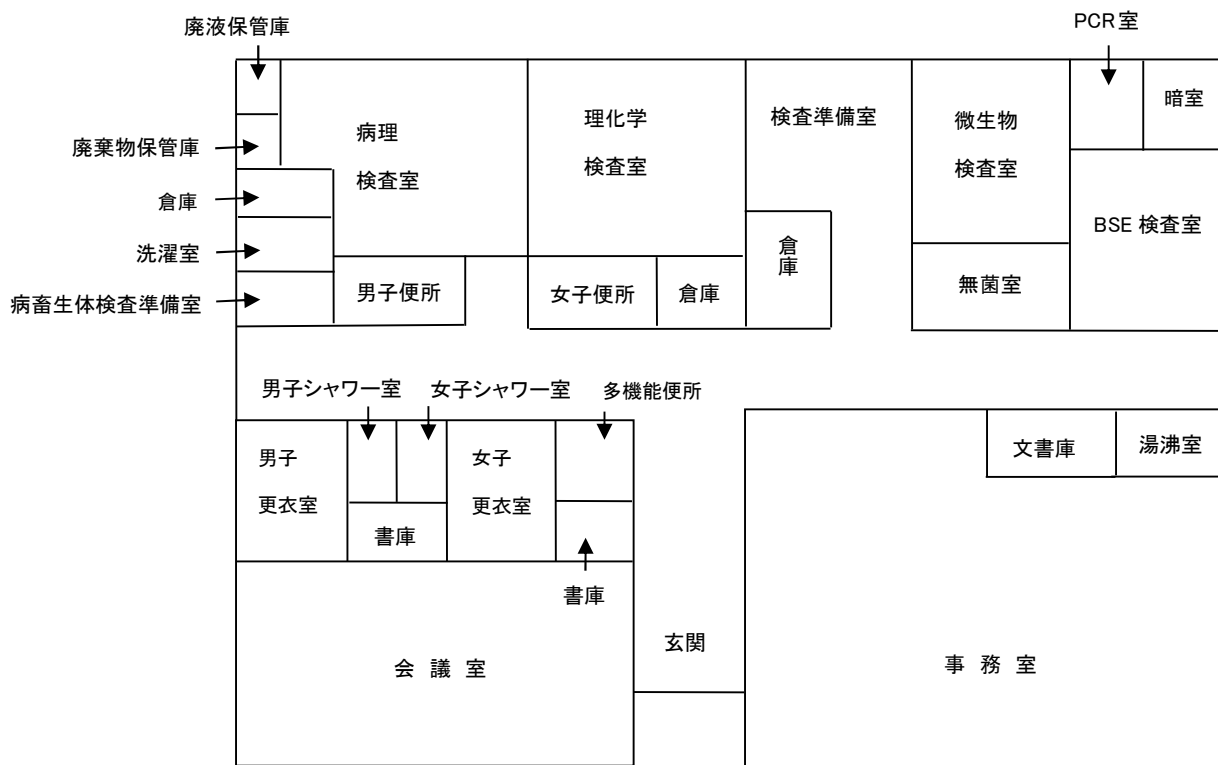 廃液保管庫
PCR室
病理
検査室
理化学
検査室
検査準備室
微生物
検査室
暗室
廃棄物保管庫
倉庫
洗濯室
病畜生体検査準備室
BSE 検査室
倉庫
無菌室
男子便所
女子便所
倉庫
男子シャワー室
女子シャワー室
多機能便所
男子
更衣室
書庫
女子
更衣室
書庫
文書庫
湯沸室
会 議 室
玄関
事 務 室